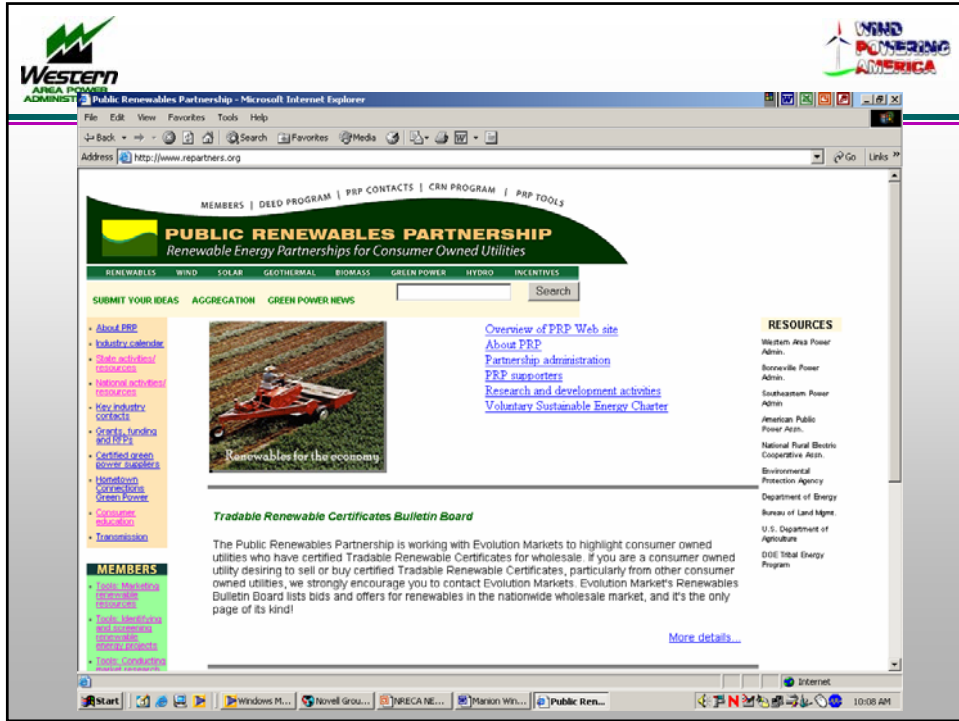 Western
AREA POWER
ADMINIST
WIND
POWERING
AMERICA
Public Renewables Partnership - Microsoft Internet Explorer
File Edit View Favorites Tools Help
Back Search Favorites Media
Address http://www.repartners.org Go Links »
MEMBERS | DEED PROGRAM | PRP CONTACTS | CRN PROGRAM | PRP TOOLS
PUBLIC RENEWABLES PARTNERSHIP
Renewable Energy Partnerships for Consumer Owned Utilities
RENEWABLES WIND SOLAR GEOTHERMAL BIOMASS GREEN POWER HYDRO INCENTIVES
SUBMIT YOUR IDEAS AGGREGATION GREEN POWER NEWS Search
About PRP
Industry calendar
State activities/
resources
National activities/
resources
Key industry
contacts
Grants, funding
and RFPs
Certified green
power suppliers
Hometown
Connections
Green Power
Consumer
education
Transmission
MEMBERS
Tools: Marketing
renewable
resources
Tools: Identifying
and screening
renewable
energy projects
Tools: Conducting
market research
Renewables for the economy
Overview of PRP Web site
About PRP
Partnership administration
PRP supporters
Research and development activities
Voluntary Sustainable Energy Charter
Tradable Renewable Certificates Bulletin Board
The Public Renewables Partnership is working with Evolution Markets to highlight consumer owned
utilities who have certified Tradable Renewable Certificates for wholesale. If you are a consumer owned
utility desiring to sell or buy certified Tradable Renewable Certificates, particularly from other consumer
owned utilities, we strongly encourage you to contact Evolution Markets. Evolution Market's Renewables
Bulletin Board lists bids and offers for renewables in the nationwide wholesale market, and it's the only
page of its kind!
More details...
RESOURCES
Western Area Power
Admin.
Bonneville Power
Admin.
Southeastern Power
Admin
American Public
Power Assn.
National Rural Electric
Cooperative Assn.
Environmental
Protection Agency
Department of Energy
Bureau of Land Mgmt.
U.S. Department of
Agriculture
DOE Tribal Energy
Program
Internet
Start Windows M... Novell Grou... NRECA NE... Manion Win... Public Ren... 10:08 AM